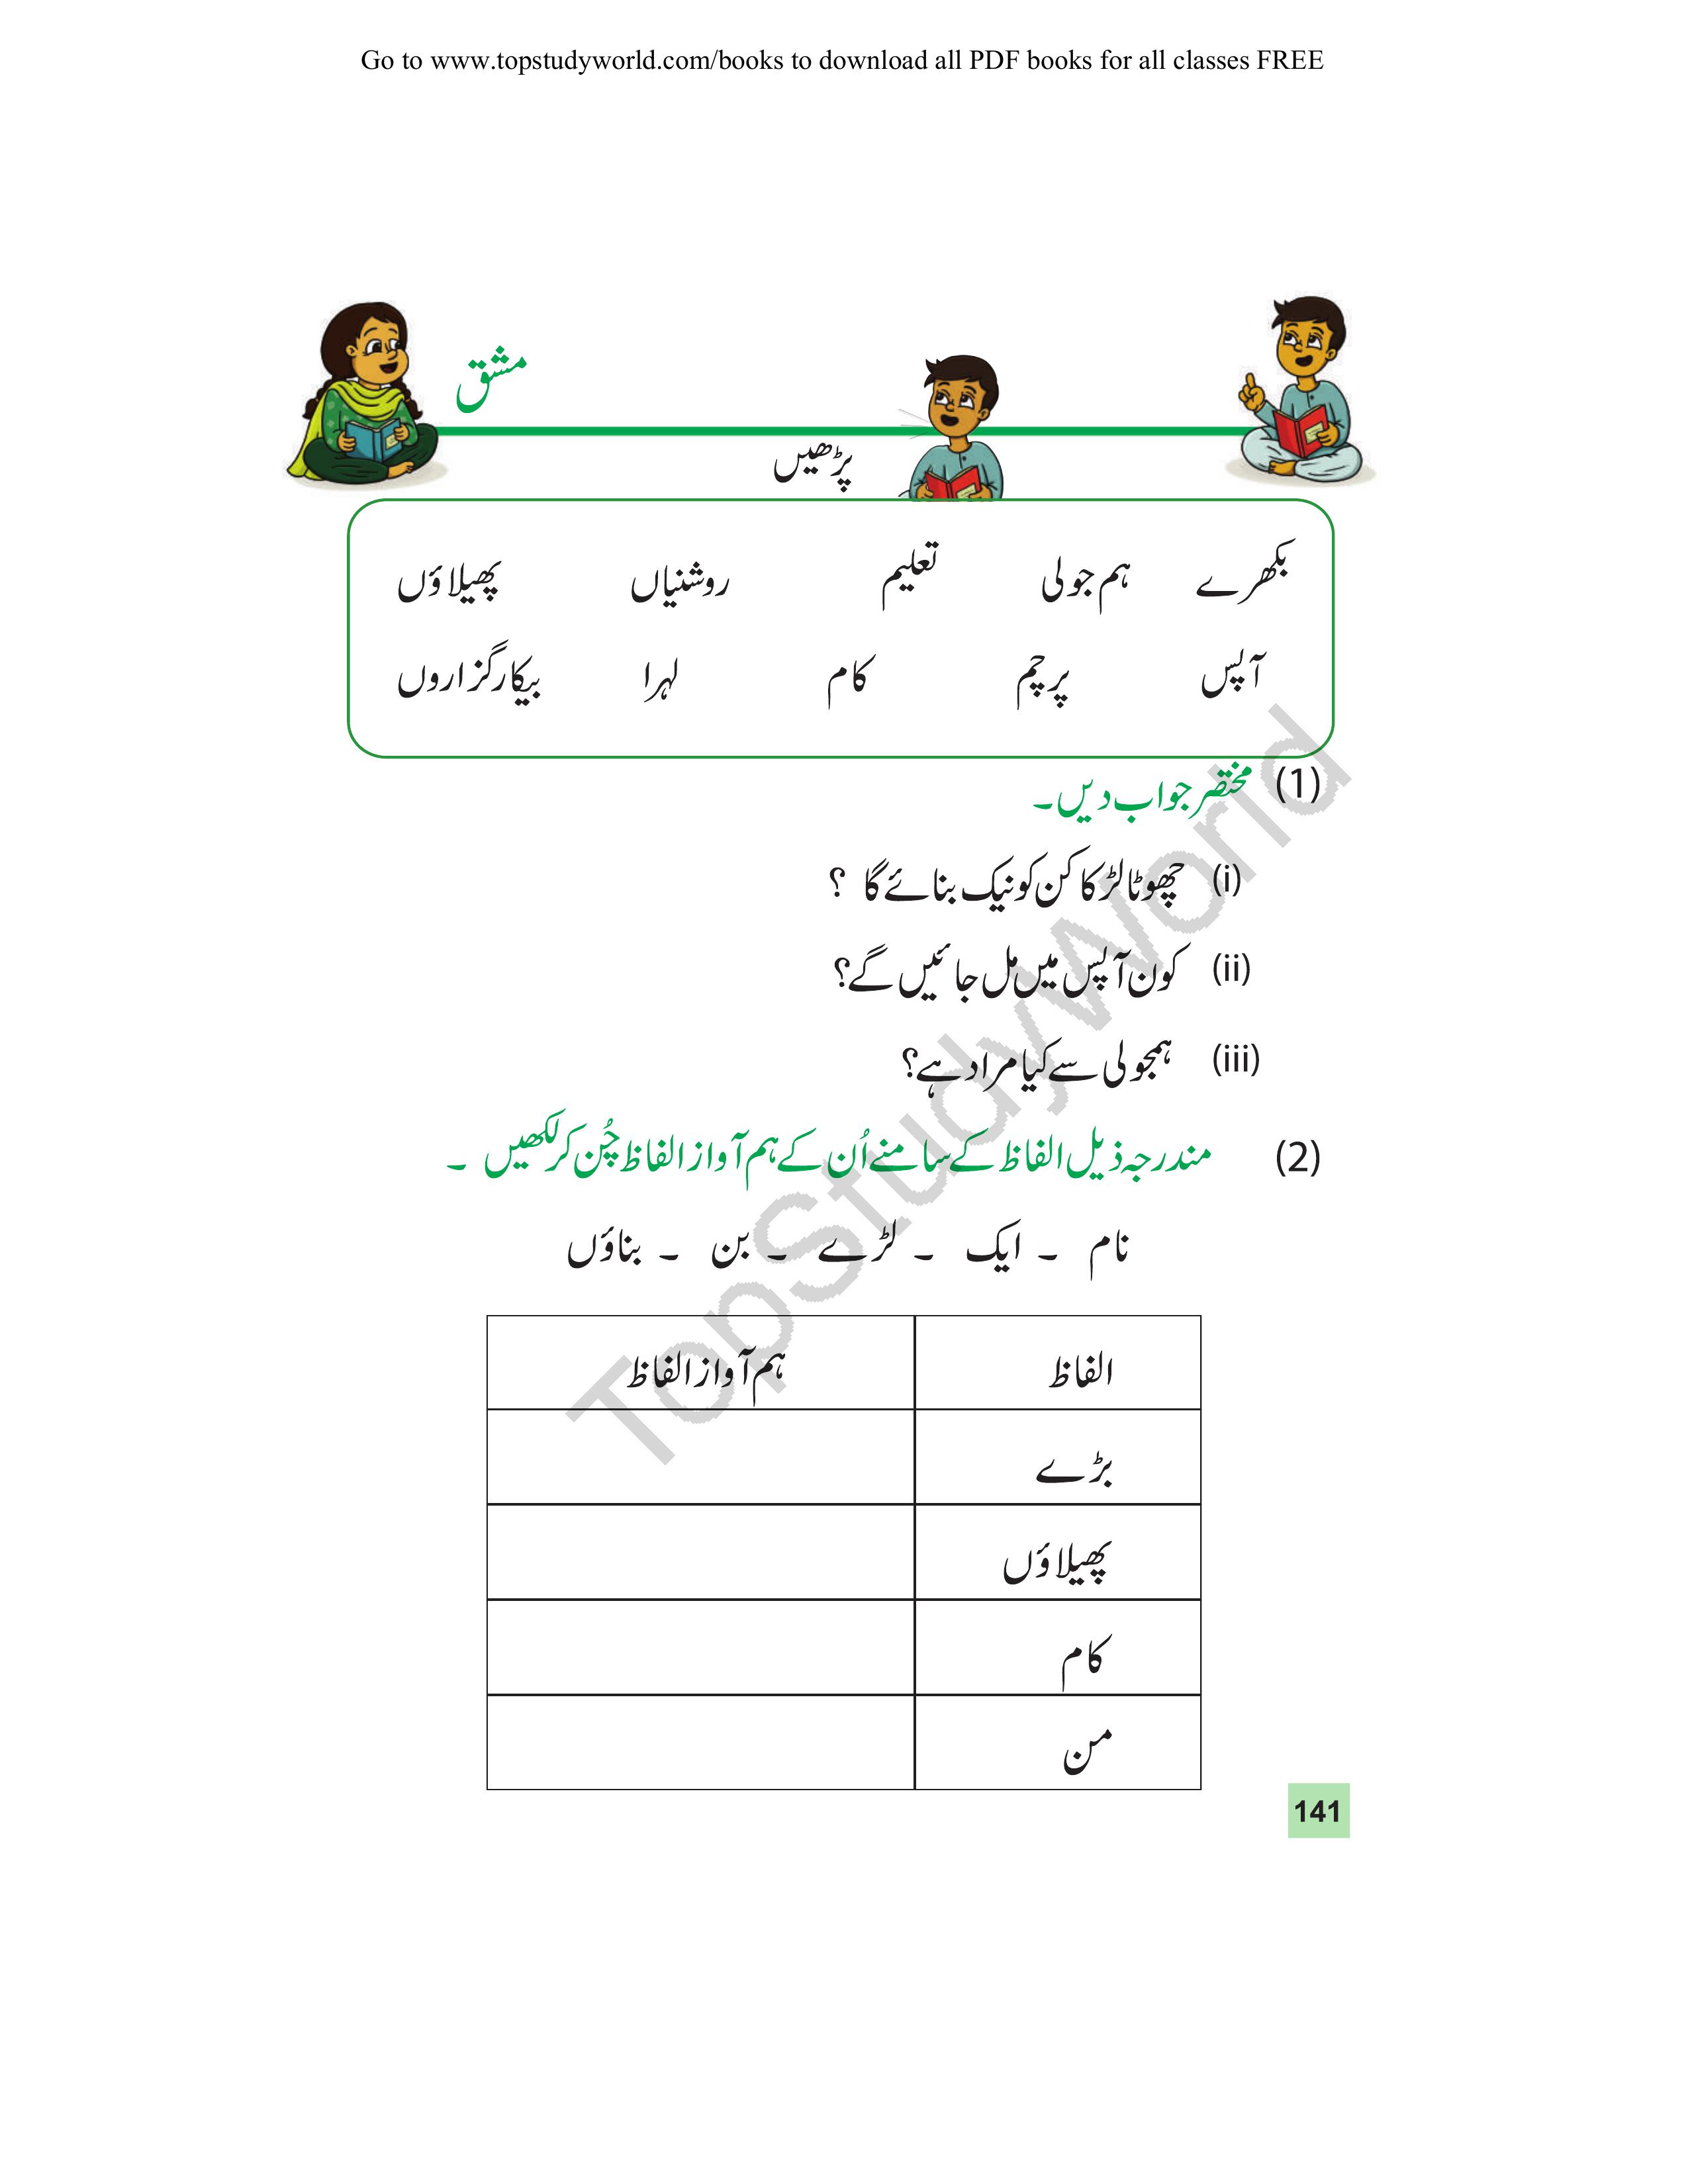 Go to www.topstudyworld.com/books to download all PDF books for all classes FREE
مشق
پڑھیں
بکھرے ہم جولی تعلیم روشنیاں پھیلاؤں
آپس پرچم کام لہرا بیکارگزاروں
(1) مختصر جواب دیں۔
(i) چھوٹا لڑکا کن کو نیک بنائے گا ؟
(ii) کون آپس میں مل جائیں گے؟
(iii) ہمجولی سے کیا مراد ہے؟
(2) مندرجہ ذیل الفاظ کے سامنے اُن کے ہم آواز الفاظ چُن کر لکھیں ۔
نام ۔ ایک ۔ لڑے ۔ بن ۔ بناؤں
الفاظ ہم آواز الفاظ
بڑے
پھیلاؤں
کام
من
141
TopStudyWorld